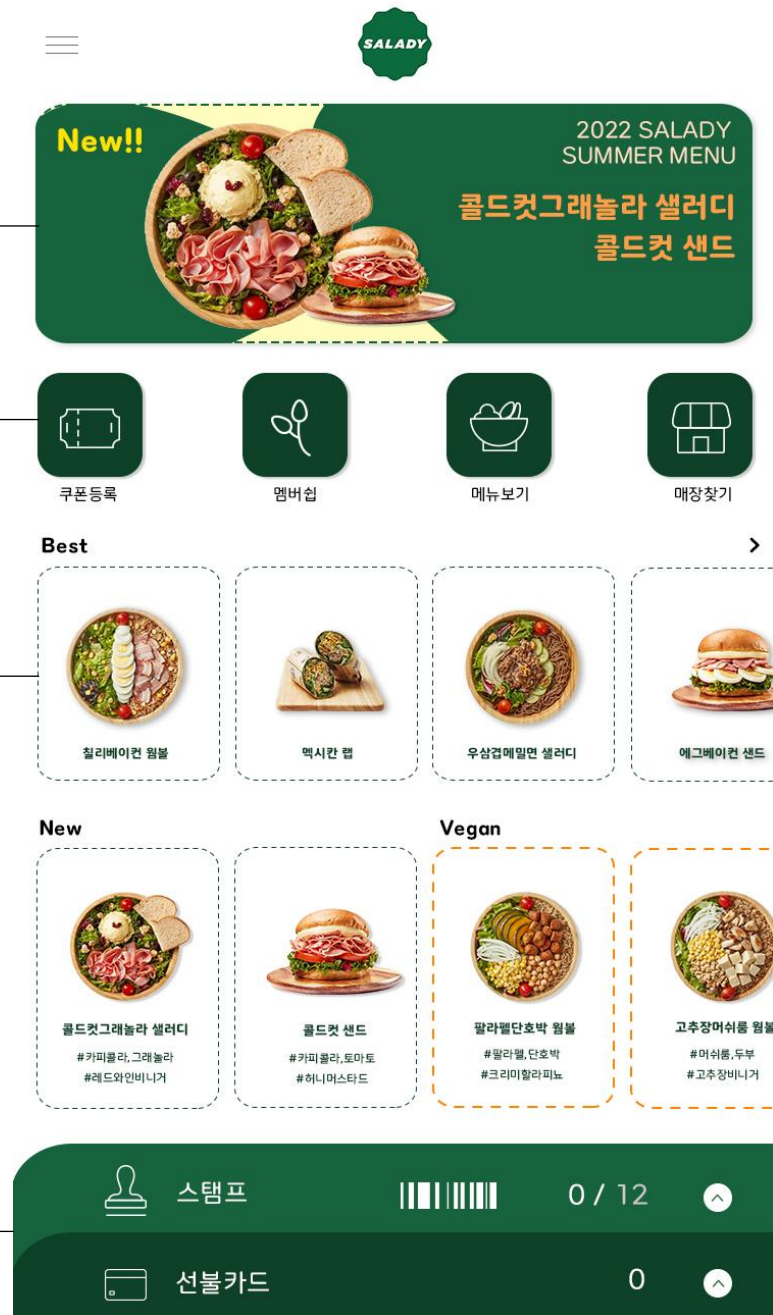 SALADY
New!!
2022 SALADY
SUMMER MENU
콜드컷그래놀라 샐러디
콜드컷 샌드
쿠폰등록
멤버쉽
메뉴보기
매장찾기
Best
칠리베이컨 웜볼
멕시칸 랩
우삼겹메밀면 샐러디
에그베이컨 샌드
New
Vegan
콜드컷그래놀라 샐러디
#카피콜라,그래놀라
#레드와인비니거
콜드컷 샌드
#카피콜라,토마토
#허니머스타드
팔라펠단호박 웜볼
#팔라펠,단호박
#크리미할라피뇨
고추장머쉬룸 웜볼
#머쉬룸,두부
#고추장비니거
스탬프
0 / 12
선불카드
0